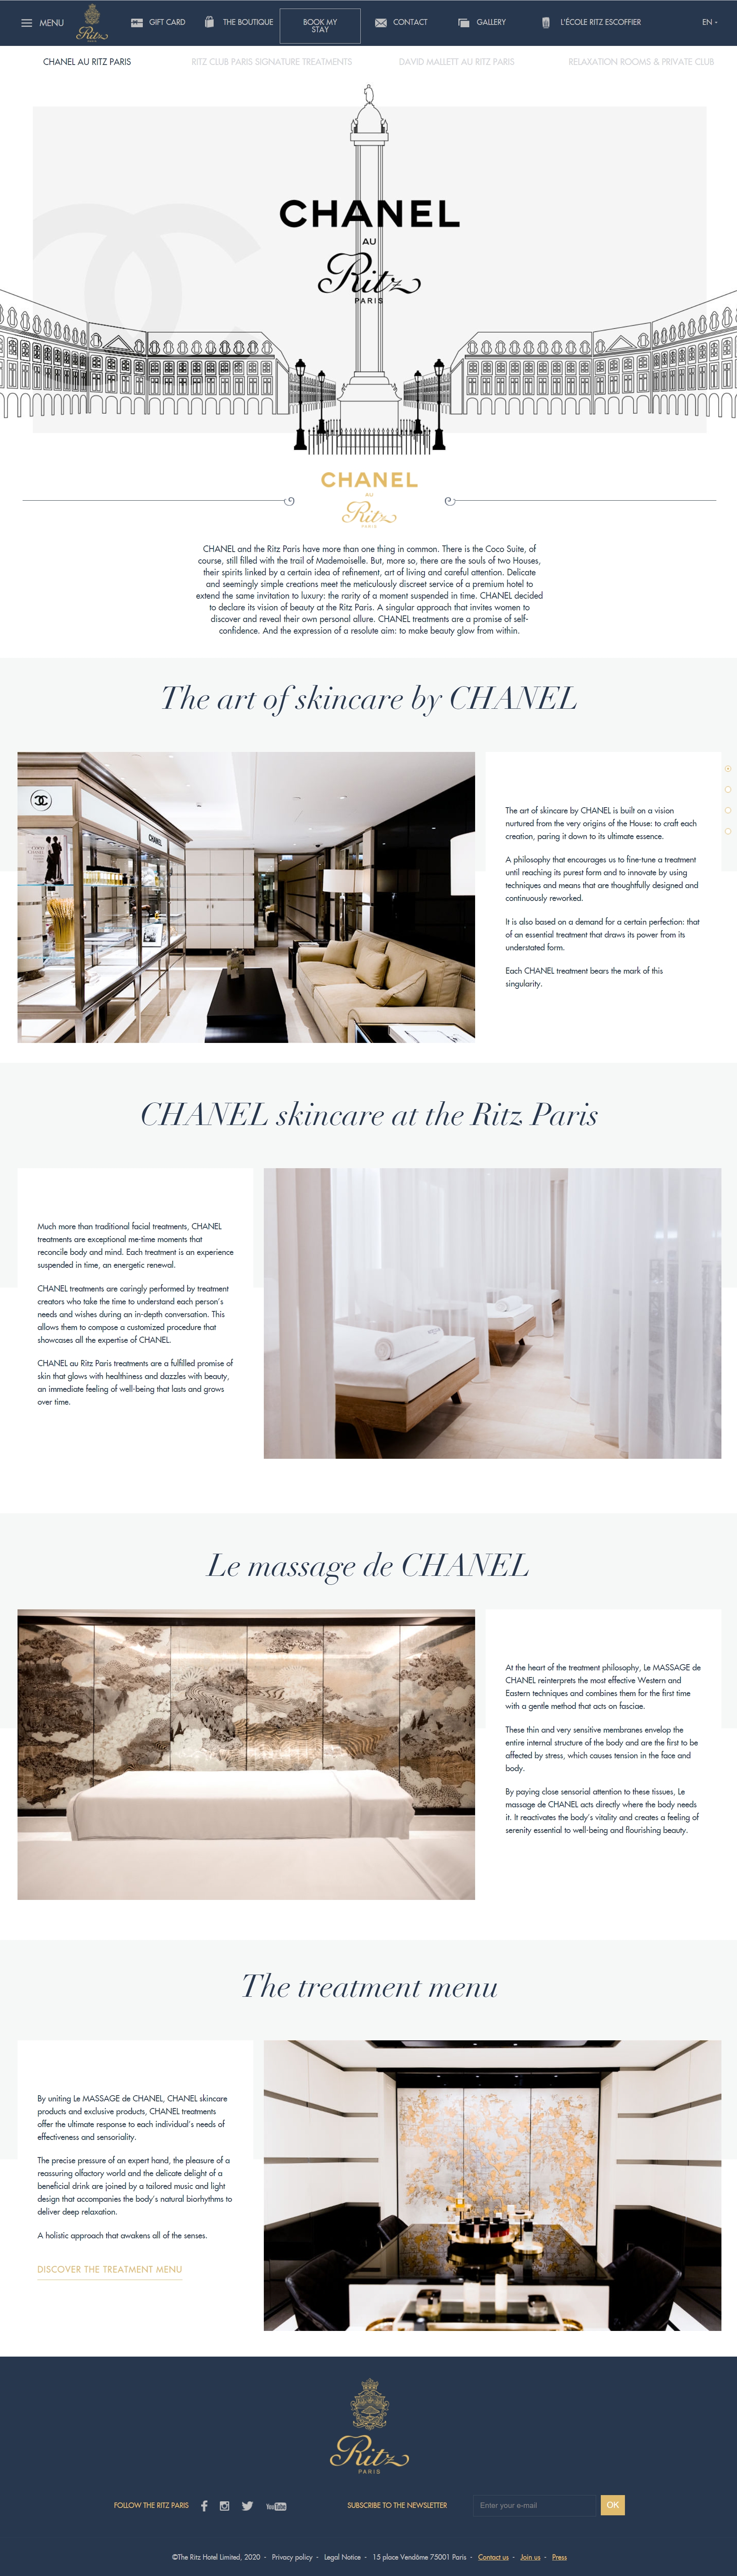 MENU
Ritz
GIFT CARD
THE BOUTIQUE
BOOK MY
STAY
CONTACT
GALLERY
L'ÉCOLE RITZ ESCOFFIER
EN
CHANEL AU RITZ PARIS
RITZ CLUB PARIS SIGNATURE TREATMENTS
DAVID MALLETT AU RITZ PARIS
RELAXATION ROOMS & PRIVATE CLUB
CHANEL
AU
Ritz
PARIS
CHANEL
AU
Ritz
PARIS
CHANEL and the Ritz Paris have more than one thing in common. There is the Coco Suite, of
course, still filled with the trail of Mademoiselle. But, more so, there are the souls of two Houses,
their spirits linked by a certain idea of refinement, art of living and careful attention. Delicate
and seemingly simple creations meet the meticulously discreet service of a premium hotel to
extend the same invitation to luxury: the rarity of a moment suspended in time. CHANEL decided
to declare its vision of beauty at the Ritz Paris. A singular approach that invites women to
discover and reveal their own personal allure. CHANEL treatments are a promise of self-
confidence. And the expression of a resolute aim: to make beauty glow from within.
The art of skincare by CHANEL
CHANEL
The art of skincare by CHANEL is built on a vision
nurtured from the very origins of the House: to craft each
creation, paring it down to its ultimate essence.
A philosophy that encourages us to fine-tune a treatment
until reaching its purest form and to innovate by using
techniques and means that are thoughtfully designed and
continuously reworked.
It is also based on a demand for a certain perfection: that
of an essential treatment that draws its power from its
understated form.
Each CHANEL treatment bears the mark of this
singularity.
CHANEL skincare at the Ritz Paris
Much more than traditional facial treatments, CHANEL
treatments are exceptional me-time moments that
reconcile body and mind. Each treatment is an experience
suspended in time, an energetic renewal.
CHANEL treatments are caringly performed by treatment
creators who take the time to understand each person's
needs and wishes during an in-depth conversation. This
allows them to compose a customized procedure that
showcases all the expertise of CHANEL.
CHANEL au Ritz Paris treatments are a fulfilled promise of
skin that glows with healthiness and dazzles with beauty,
an immediate feeling of well-being that lasts and grows
over time.
Le massage de CHANEL
At the heart of the treatment philosophy, Le MASSAGE de
CHANEL reinterprets the most effective Western and
Eastern techniques and combines them for the first time
with a gentle method that acts on fasciae.
These thin and very sensitive membranes envelop the
entire internal structure of the body and are the first to be
affected by stress, which causes tension in the face and
body.
By paying close sensorial attention to these tissues, Le
massage de CHANEL acts directly where the body needs
it. It reactivates the body's vitality and creates a feeling of
serenity essential to well-being and flourishing beauty.
The treatment menu
By uniting Le MASSAGE de CHANEL, CHANEL skincare
products and exclusive products, CHANEL treatments
offer the ultimate response to each individual's needs of
effectiveness and sensoriality.
The precise pressure of an expert hand, the pleasure of a
reassuring olfactory world and the delicate delight of a
beneficial drink are joined by a tailored music and light
design that accompanies the body's natural biorhythms to
deliver deep relaxation.
A holistic approach that awakens all of the senses.
DISCOVER THE TREATMENT MENU
Ritz
PARIS
FOLLOW THE RITZ PARIS
YouTube
SUBSCRIBE TO THE NEWSLETTER
Enter your e-mail
OK
©The Ritz Hotel Limited, 2020 - Privacy policy - Legal Notice - 15 place Vendôme 75001 Paris - Contact us - Join us - Press